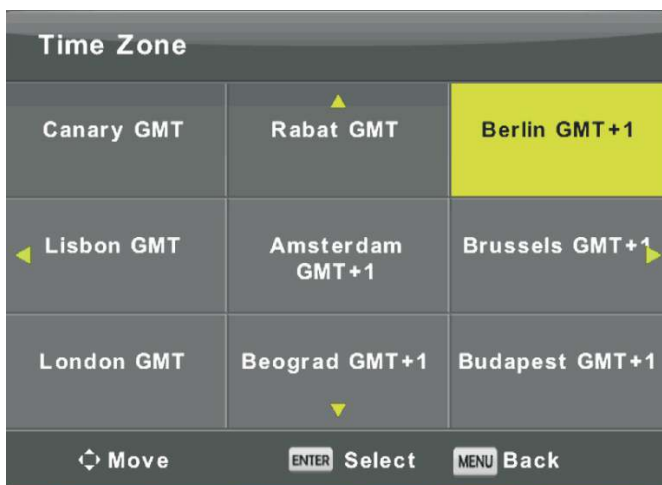 Time Zone
Canary GMT
Rabat GMT
Berlin GMT+1
Lisbon GMT
Amsterdam
GMT+1
Brussels GMT+1
London GMT
Beograd GMT+1
Budapest GMT+1
Move
ENTER Select
MENU Back